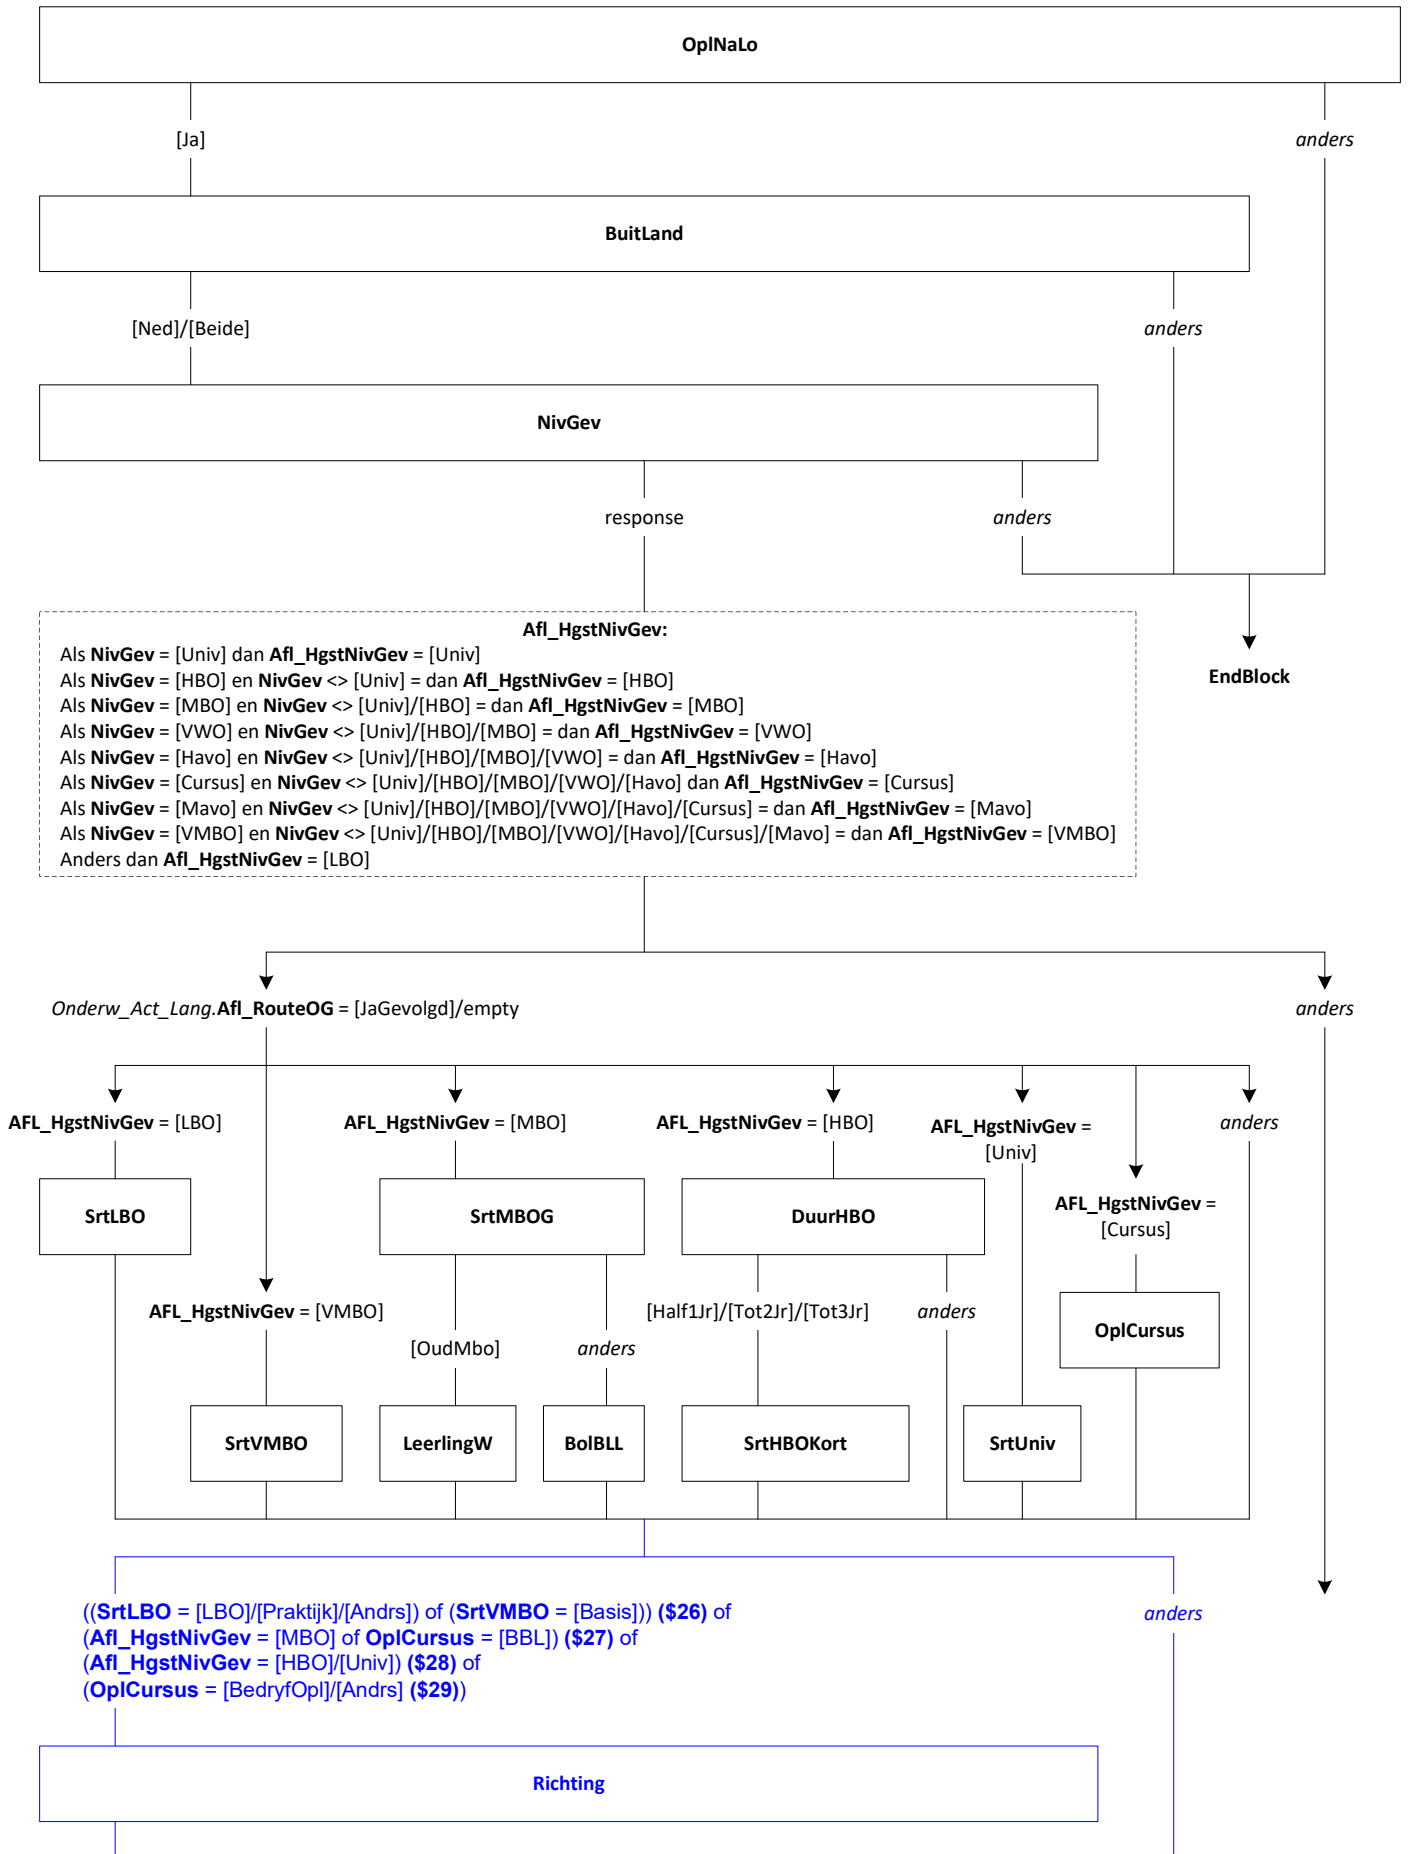 OplNaLo
[Ja]
anders
BuitLand
[Ned]/[Beide]
anders
NivGev
response
anders
Afl_HgstNivGev:
Als NivGev = [Univ] dan Afl_HgstNivGev = [Univ]
Als NivGev = [HBO] en NivGev <> [Univ] = dan Afl_HgstNivGev = [HBO]
Als NivGev = [MBO] en NivGev <> [Univ]/[HBO] = dan Afl_HgstNivGev = [MBO]
Als NivGev = [VWO] en NivGev <> [Univ]/[HBO]/[MBO] = dan Afl_HgstNivGev = [VWO]
Als NivGev = [Havo] en NivGev <> [Univ]/[HBO]/[MBO]/[VWO] = dan Afl_HgstNivGev = [Havo]
Als NivGev = [Cursus] en NivGev <> [Univ]/[HBO]/[MBO]/[VWO]/[Havo] dan Afl_HgstNivGev = [Cursus]
Als NivGev = [Mavo] en NivGev <> [Univ]/[HBO]/[MBO]/[VWO]/[Havo]/[Cursus] = dan Afl_HgstNivGev = [Mavo]
Als NivGev = [VMBO] en NivGev <> [Univ]/[HBO]/[MBO]/[VWO]/[Havo]/[Cursus]/[Mavo] = dan Afl_HgstNivGev = [VMBO]
Anders dan Afl_HgstNivGev = [LBO]
EndBlock
Onderw_Act_Lang.Afl_RouteOG = [JaGevolgd]/empty
anders
AFL_HgstNivGev = [LBO]
AFL_HgstNivGev = [MBO]
AFL_HgstNivGev = [HBO]
AFL_HgstNivGev =
[Univ]
anders
SrtLBO
SrtMBOG
DuurHBO
AFL_HgstNivGev =
[Cursus]
AFL_HgstNivGev = [VMBO]
[OudMbo]
anders
[Half1Jr]/[Tot2Jr]/[Tot3Jr]
anders
OplCursus
SrtVMBO
LeerlingW
BolBLL
SrtHBOKort
SrtUniv
((SrtLBO = [LBO]/[Praktijk]/[Andrs]) of (SrtVMBO = [Basis])) ($26) of
(Afl_HgstNivGev = [MBO] of OplCursus = [BBL]) ($27) of
(Afl_HgstNivGev = [HBO]/[Univ]) ($28) of
(OplCursus = [BedryfOpl]/[Andrs] ($29))
anders
Richting